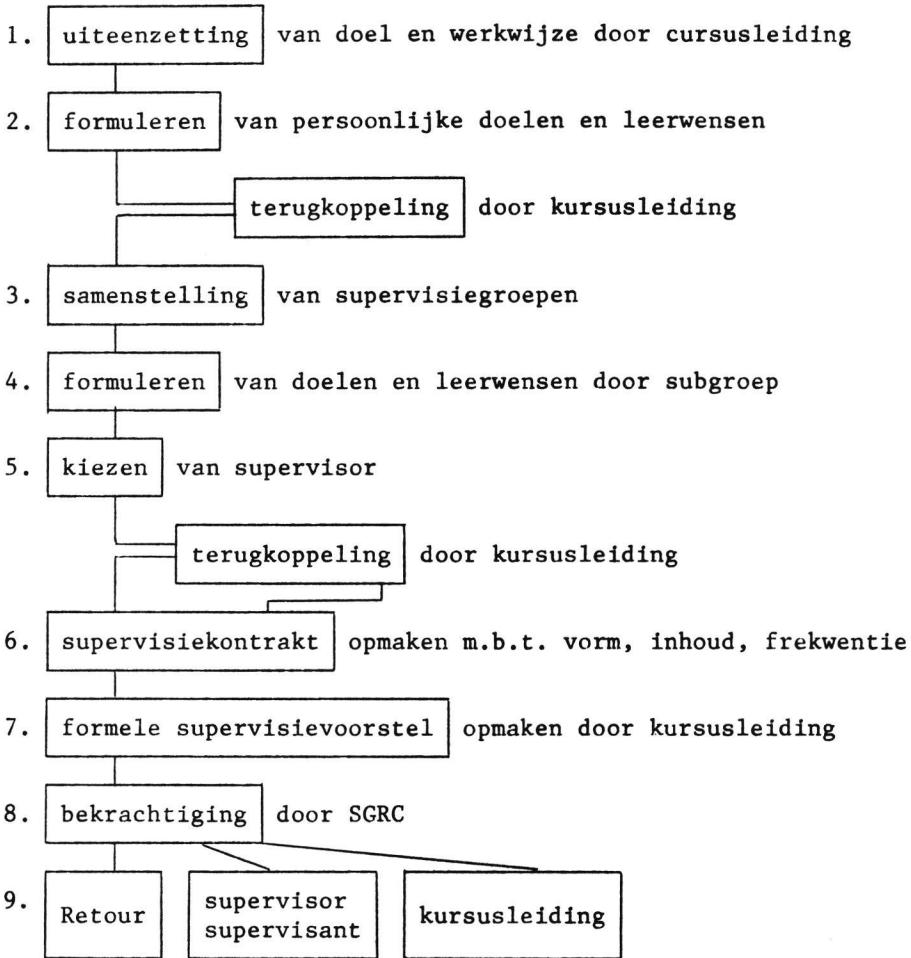 1. uiteenzetting van doel en werkwijze door cursusleiding
2. formuleren van persoonlijke doelen en leerwensen
terugkoppeling door kursusleiding
3. samenstelling van supervisiegroepen
4. formuleren van doelen en leerwensen door subgroep
5. kiezen van supervisor
terugkoppeling door kursusleiding
6. supervisiekontrakt opmaken m.b.t. vorm, inhoud, frekwentie
7. formele supervisievoorstel opmaken door kursusleiding
8. bekrachtiging door SGRC
9. Retour
supervisor
supervisant
kursusleiding